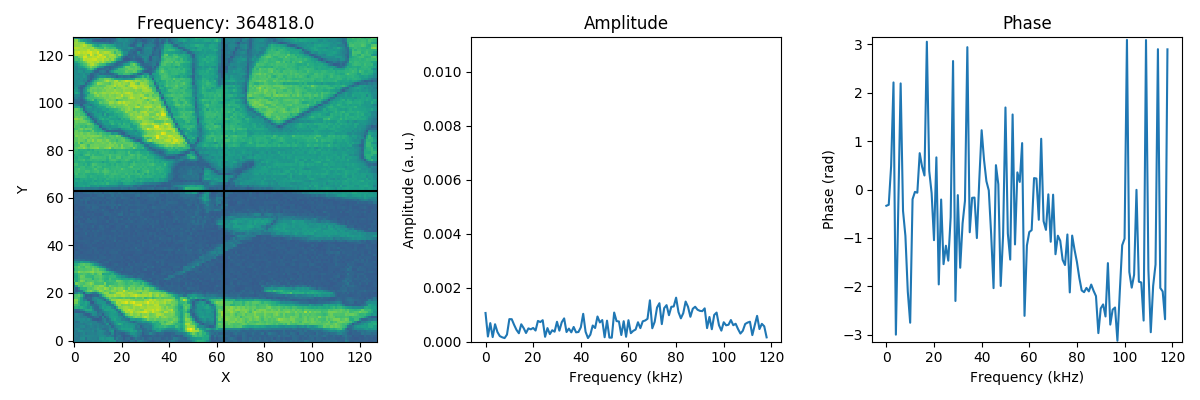 Frequency: 364818.0
Amplitude
Phase
120
100
80
60
40
20
0
Y
0 20 40 60 80 100 120
X
0.010
0.008
0.006
0.004
0.002
0.000
Amplitude (a. u.)
0 20 40 60 80 100 120
Frequency (kHz)
3
2
1
0
−1
−2
−3
Phase (rad)
0 20 40 60 80 100 120
Frequency (kHz)